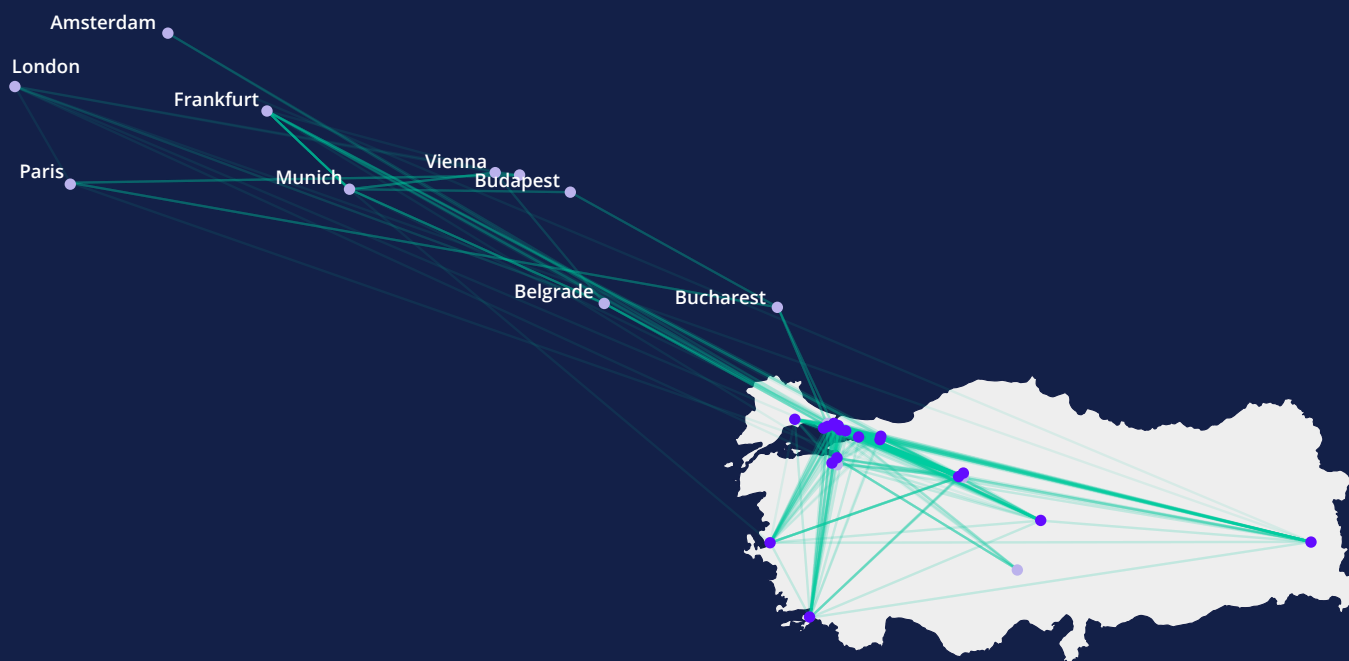 Amsterdam
London
Frankfurt
Vienna
Paris
Munich
Budapest
Belgrade
Bucharest